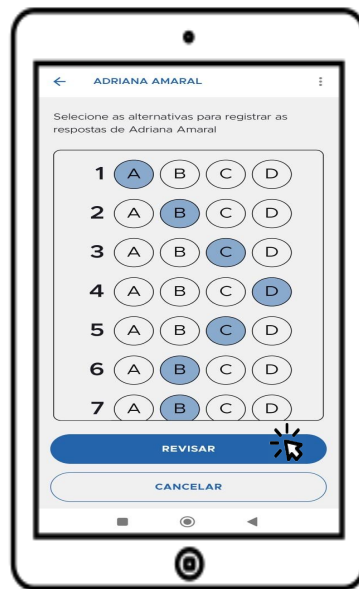 ADRIANA AMARAL
Selecione as alternativas para registrar as
respostas de Adriana Amaral
1 A B C D
2 A B C D
3 A B C D
4 A B C D
5 A B C D
6 A B C D
7 A B C D
REVISAR
CANCELAR